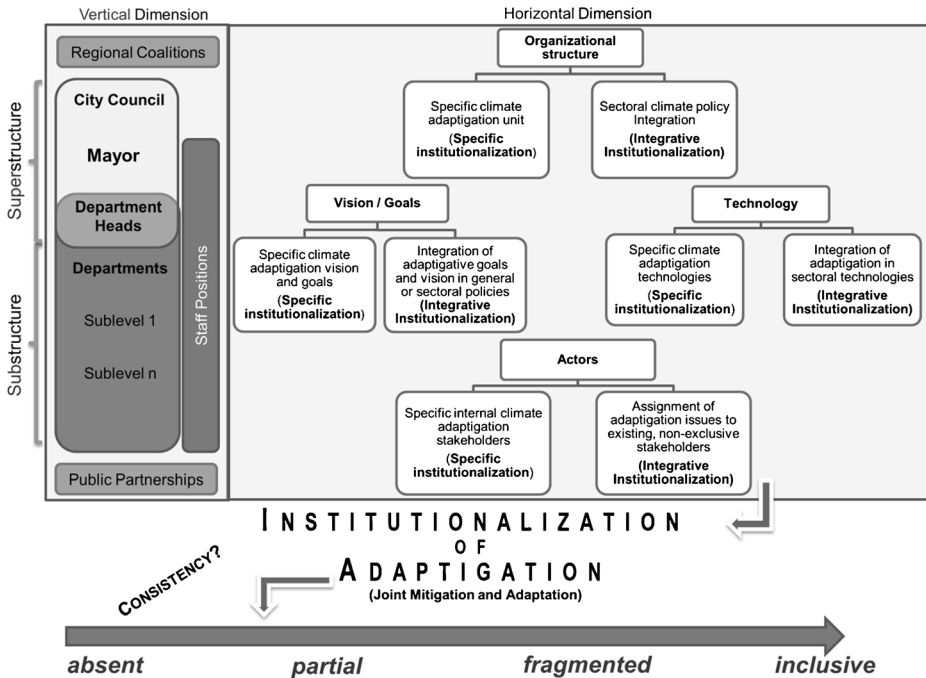 Vertical Dimension
Horizontal Dimension
Superstructure
Substructure
Regional Coalitions
City Council
Mayor
Department
Heads
Departments
Sublevel 1
Sublevel n
Staff Positions
Public Partnerships
Organizational
structure
Specific climate
adaptigation unit
(Specific
institutionalization)
Sectoral climate policy
Integration
(Integrative
Institutionalization)
Vision / Goals
Specific climate
adaptigation vision
and goals
(Specific
institutionalization)
Integration of
adaptigative goals
and vision in general
or sectoral policies
(Integrative
Institutionalization)
Technology
Specific climate
adaptigation
technologies
(Specific
institutionalization)
Integration of
adaptigation in
sectoral technologies
(Integrative
Institutionalization)
Actors
Specific internal climate
adaptigation
stakeholders
(Specific
institutionalization)
Assignment of
adaptigation issues to
existing, non-exclusive
stakeholders
(Integrative
Institutionalization)
INSTITUTIONALIZATION
OF
ADAPTIGATION
(Joint Mitigation and Adaptation)
CONSISTENCY?
absent
partial
fragmented
inclusive